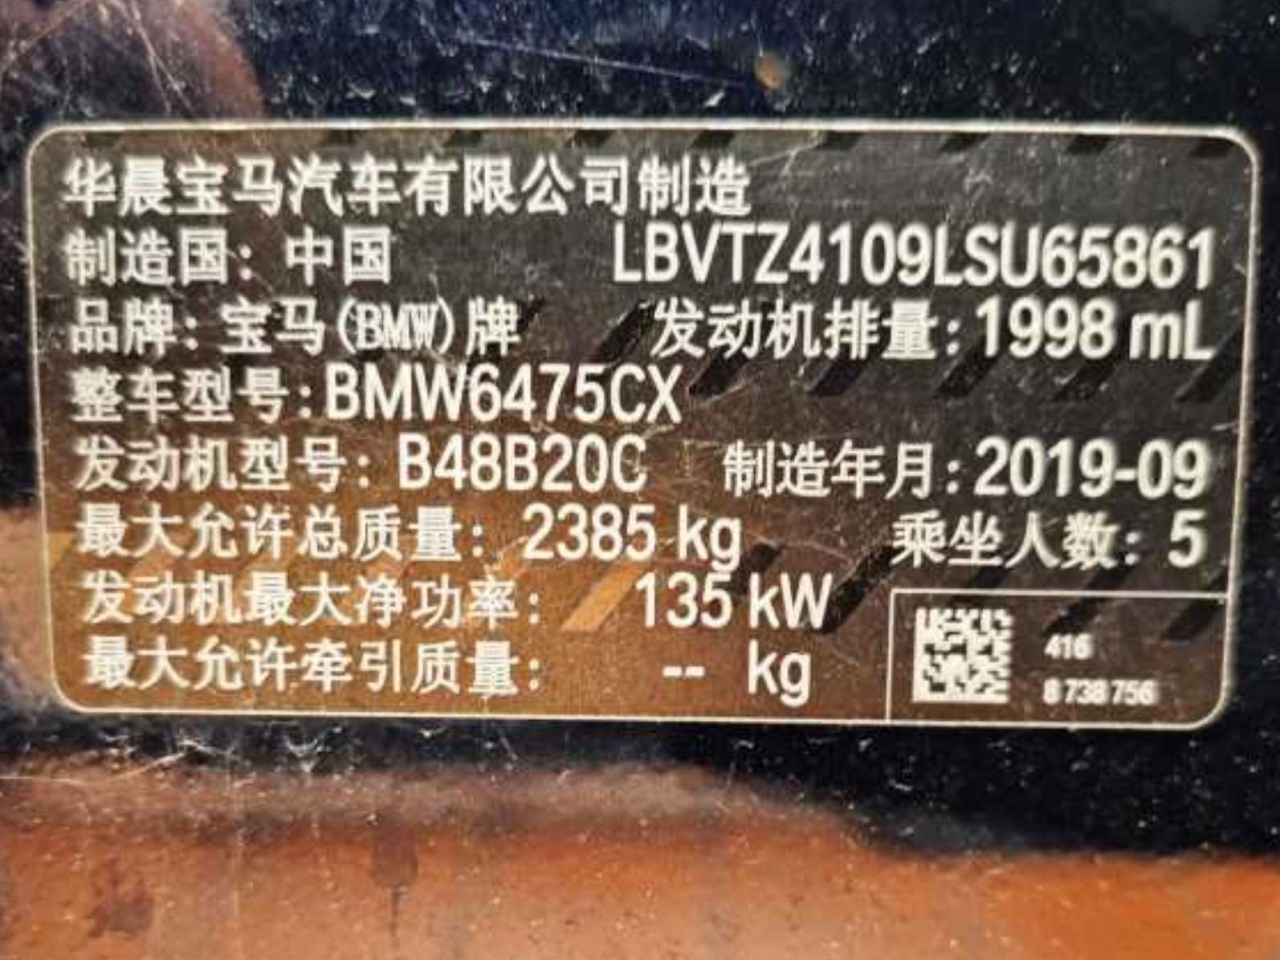 华晨宝马汽车有限公司制造
制造国：中国 LBVTZ4109LSU65861
品牌：宝马(BMW)牌 发动机排量：1998 mL
整车型号：BMW6475CX
发动机型号：B48B20C 制造年月：2019-09
最大允许总质量：2385 kg 乘坐人数：5
发动机最大净功率：135 kW
最大允许牵引质量：-- kg
416
8738756